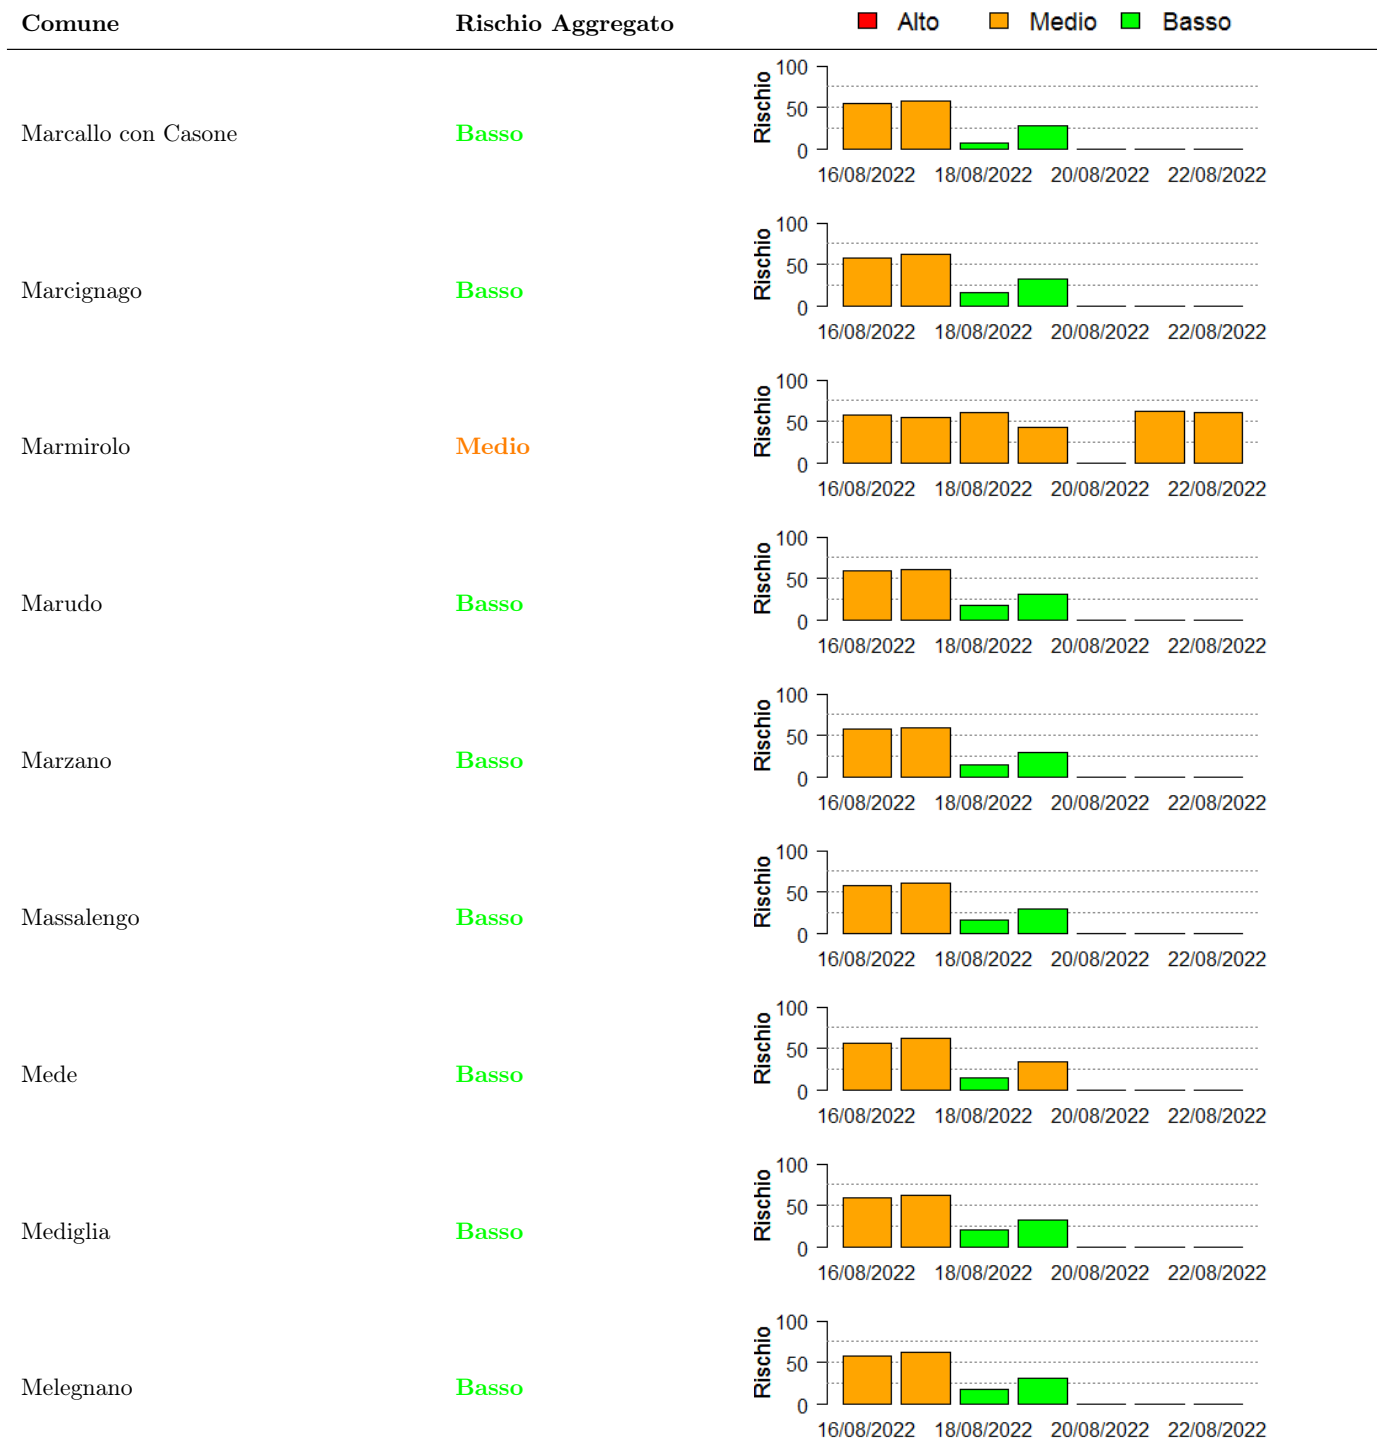 Comune Rischio Aggregato Alto Medio Basso
100
50
0
Rischio
Marcallo con Casone Basso
16/08/2022 18/08/2022 20/08/2022 22/08/2022
100
50
0
Rischio
Marcignago Basso
16/08/2022 18/08/2022 20/08/2022 22/08/2022
100
50
0
Rischio
Marmirolo Medio
16/08/2022 18/08/2022 20/08/2022 22/08/2022
100
50
0
Rischio
Marudo Basso
16/08/2022 18/08/2022 20/08/2022 22/08/2022
100
50
0
Rischio
Marzano Basso
16/08/2022 18/08/2022 20/08/2022 22/08/2022
100
50
0
Rischio
Massalengo Basso
16/08/2022 18/08/2022 20/08/2022 22/08/2022
100
50
0
Rischio
Mede Basso
16/08/2022 18/08/2022 20/08/2022 22/08/2022
100
50
0
Rischio
Mediglia Basso
16/08/2022 18/08/2022 20/08/2022 22/08/2022
100
50
0
Rischio
Melegnano Basso
16/08/2022 18/08/2022 20/08/2022 22/08/2022